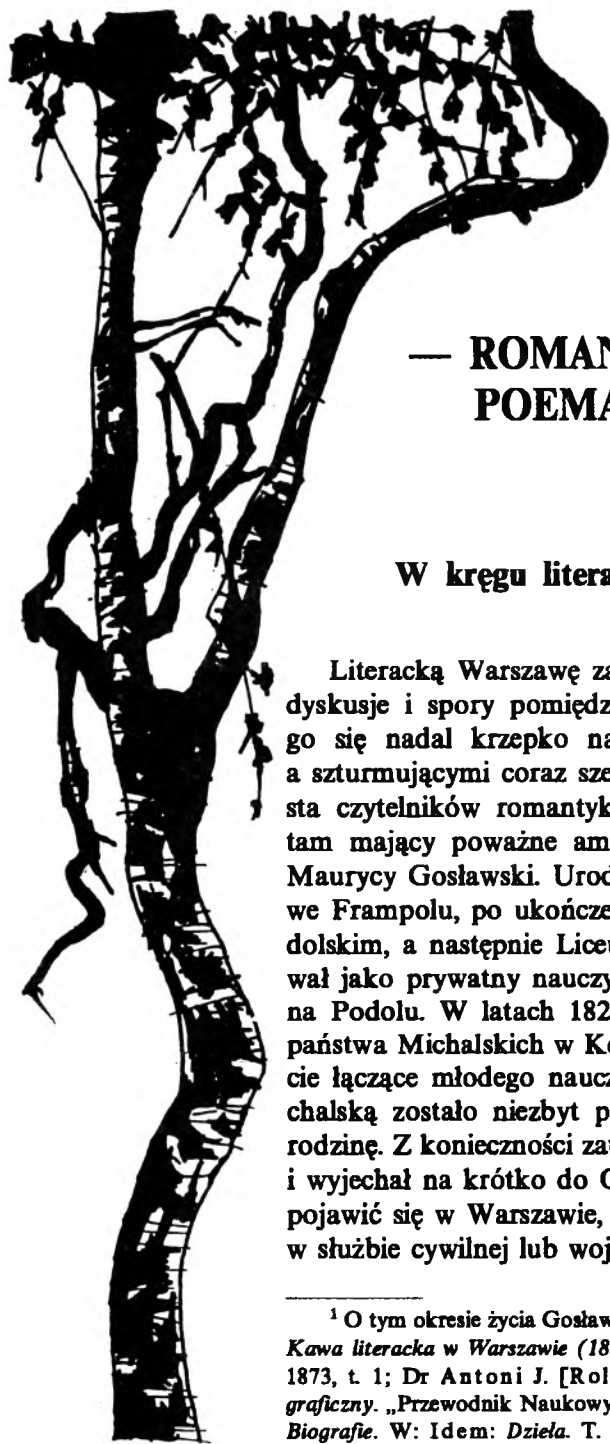 — ROMAN
POEMA
W kręgu litera
Literacką Warszawę za
dyskusje i spory pomiędz
go się nadal krzepko na
a szturmującymi coraz sze
sta czytelników romantyk
tam mający poważne am
Maurycy Gosławski. Urod
we Frampolu, po ukończe
dolskim, a następnie Liceu
wał jako prywatny nauczy
na Podolu. W latach 182
państwa Michalskich w Ko
cie łączące młodego naucz
chalską zostało niezbyt p
rodzinę. Z konieczności zat
i wyjechał na krótko do O
pojawić się w Warszawie,
w służbie cywilnej lub woj
¹ O tym okresie życia Gosław
Kawa literacka w Warszawie (18
1873, t. 1; Dr Antoni J. [Rol
graficzny. „Przewodnik Naukowy
Biografie. W: Idem: Dzieła. T.